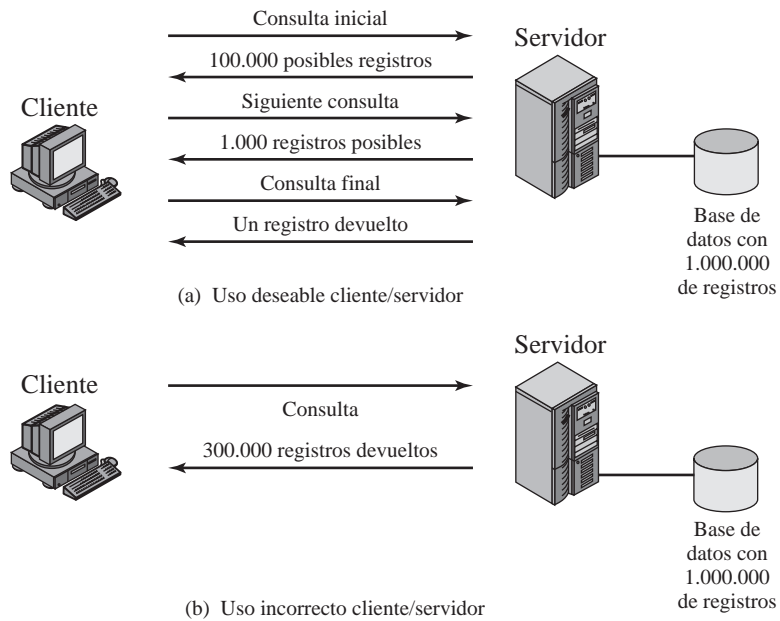 Consulta inicial
Servidor
100.000 posibles registros
Cliente
Siguiente consulta
1.000 registros posibles
Consulta final
Un registro devuelto
Base de
datos con
1.000.000
de registros
(a) Uso deseable cliente/servidor
Servidor
Cliente
Consulta
300.000 registros devueltos
Base de
datos con
1.000.000
de registros
(b) Uso incorrecto cliente/servidor